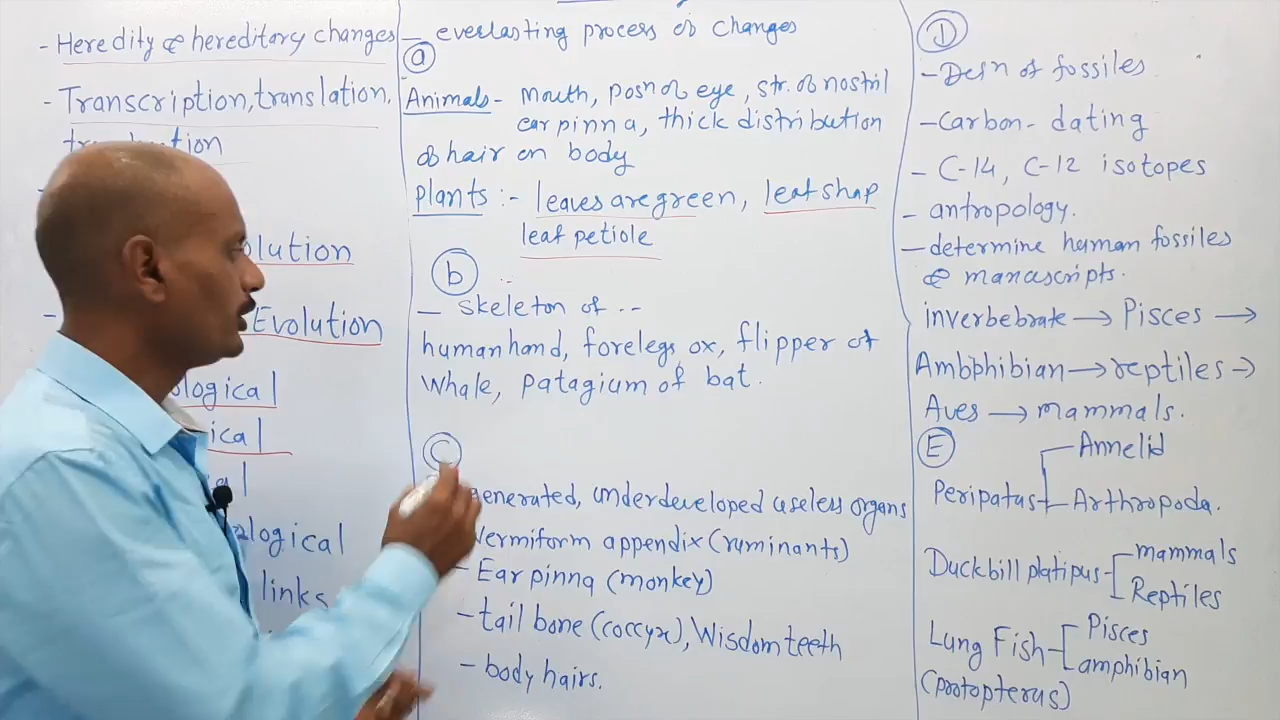 - Heredity & hereditary changes
- Transcription, translation,
olution
Evolution
ological
ical
ological
links
- everlasting process of changes
(a)
Animals - Mouth, posn of eye, str. of nostril
ear pinna, thick distribution
of hair on body
Plants :- leaves are green, leaf shap
leaf petiole
(b)
- skeleton of --
human hand, forelegs ox, flipper of
whale, patagium of bat.
(C)
generated, underdeveloped useless organs
vermiform appendix (ruminants)
- Ear pinna (monkey)
- tail bone (coccyx), Wisdom teeth
- body hairs.
(D)
- Defn of fossiles
- carbon - dating
- C-14, C-12 isotopes
- antropology.
- determine human fossiles
& manascripts.
inverbebrate → Pisces →
Ambphibian → reptiles →
Aves → mammals.
(E)
Annelid
Peripatus
Arthropoda.
mammals
Duckbill platipus
Reptiles
Pisces
Lung Fish
amphibian
(protopterus)